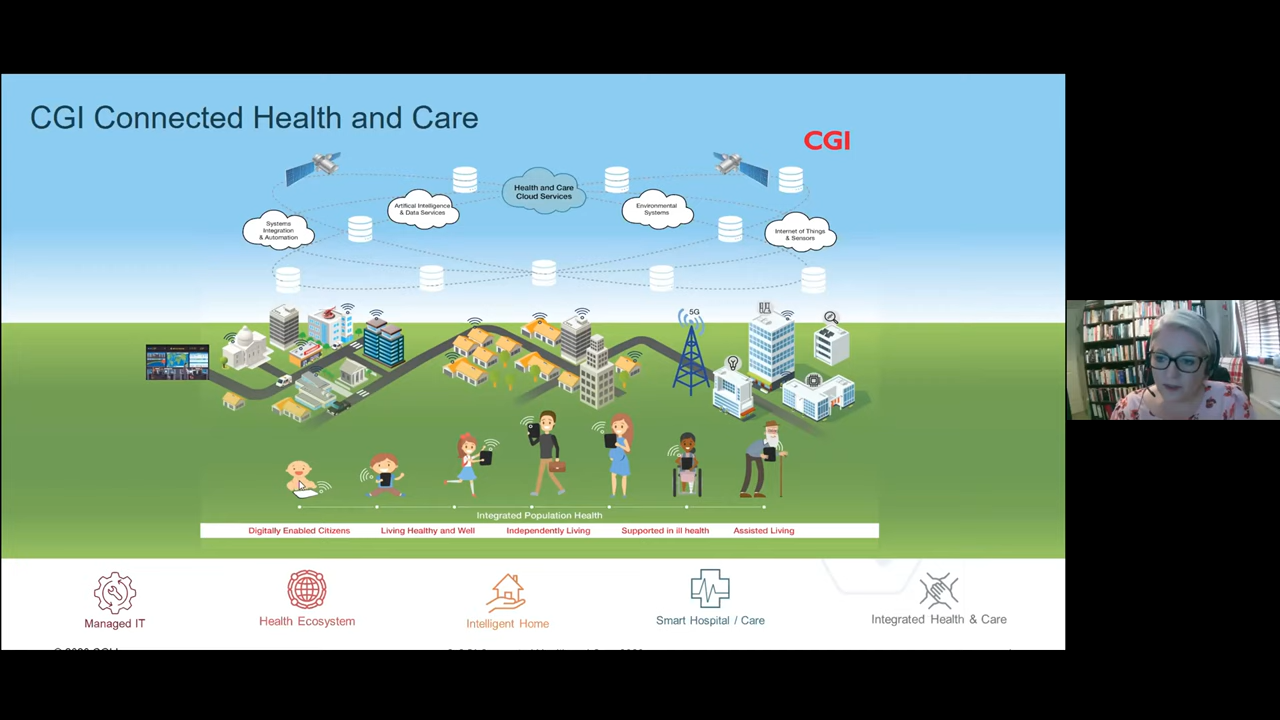 CGI Connected Health and Care
CGI
Health and Care
Cloud Services
Artifical Intelligence
& Data Services
Environmental
Systems
Systems
Integration
& Automation
Internet of Things
& Sensors
5G
Integrated Population Health
Digitally Enabled Citizens
Living Healthy and Well
Independently Living
Supported in ill health
Assisted Living
Managed IT
Health Ecosystem
Intelligent Home
Smart Hospital / Care
Integrated Health & Care